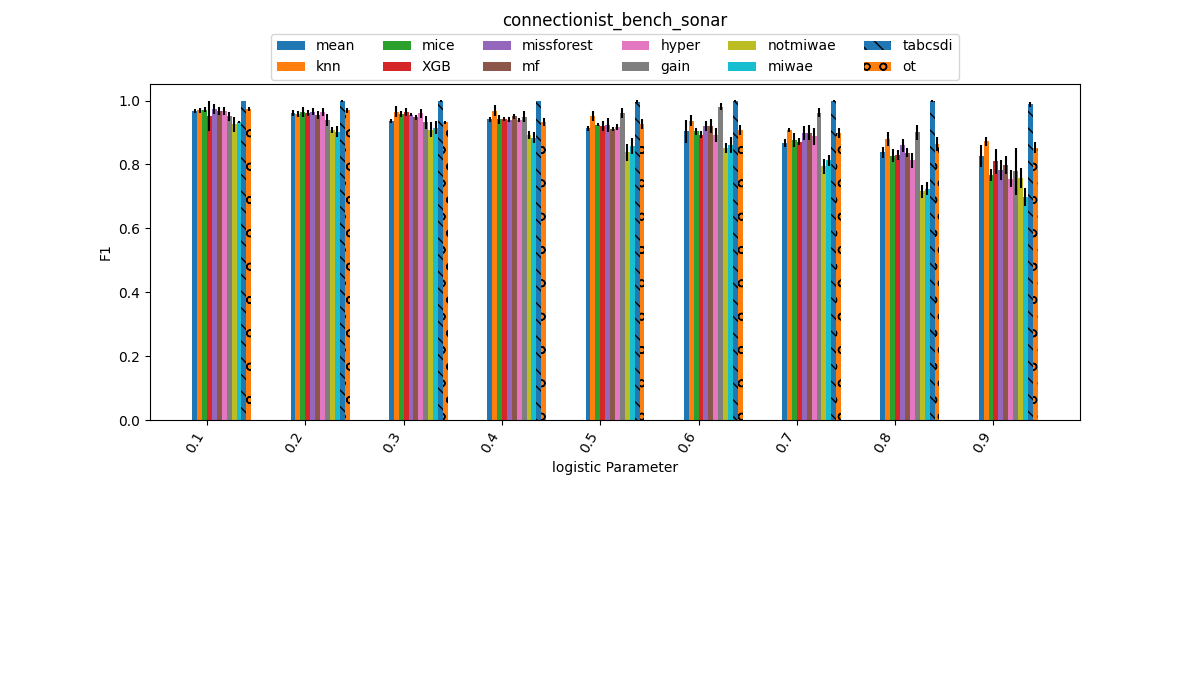 connectionist_bench_sonar
mean mice missforest hyper notmiwae tabcsdi
knn XGB mf gain miwae ot
1.0
0.8
0.6
0.4
0.2
0.0
F1
0.1 0.2 0.3 0.4 0.5 0.6 0.7 0.8 0.9
logistic Parameter